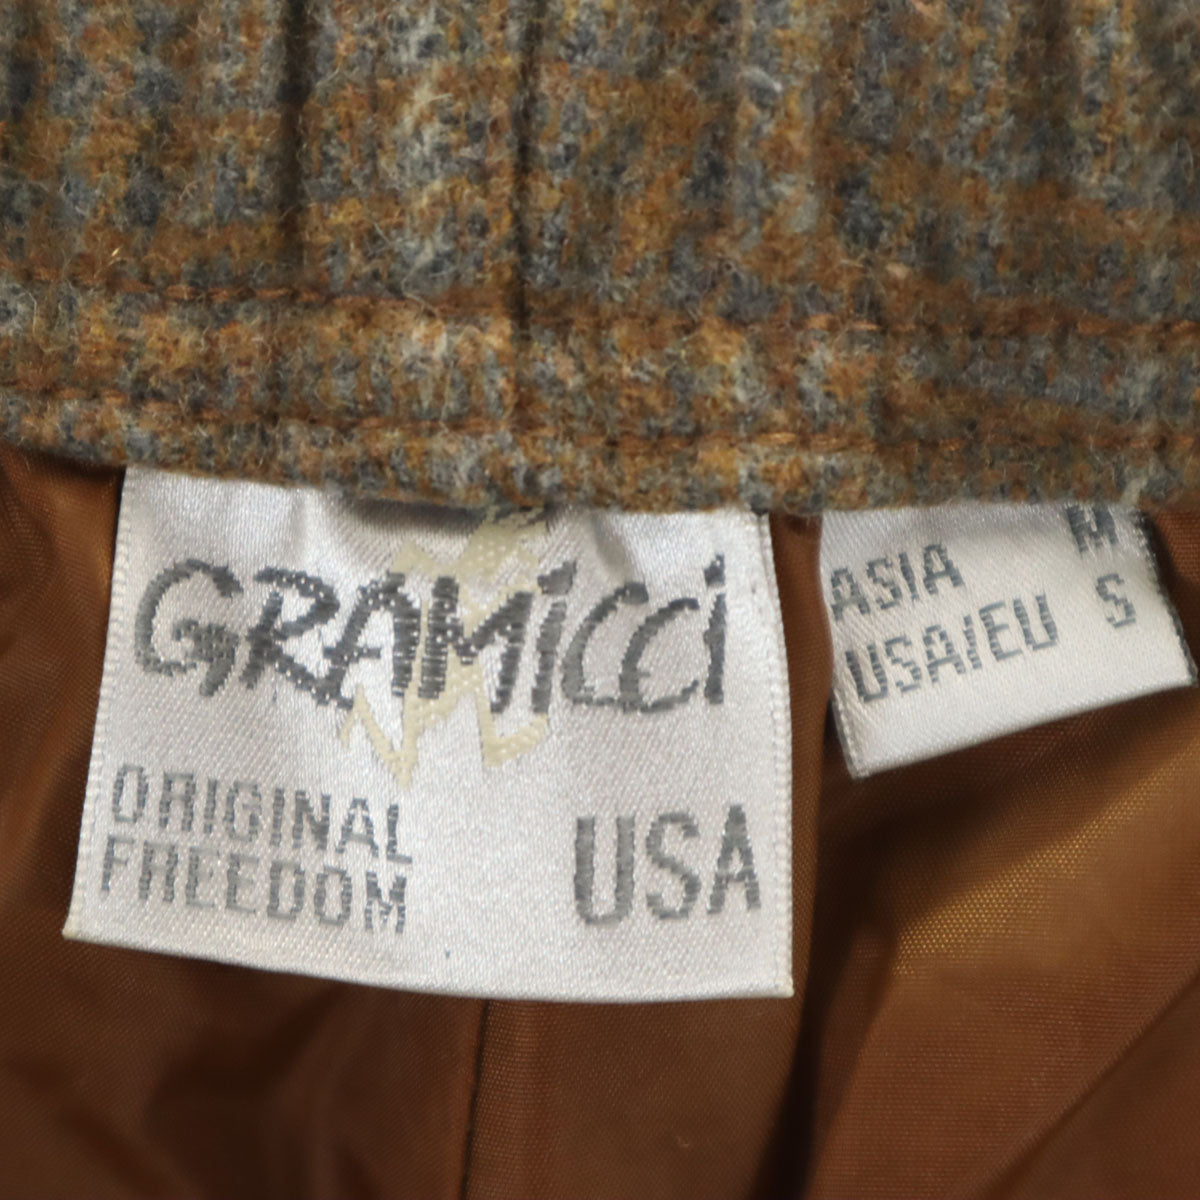 GRAMiCCi
ORIGINAL
FREEDOM
USA
ASIA M
USA/EU S